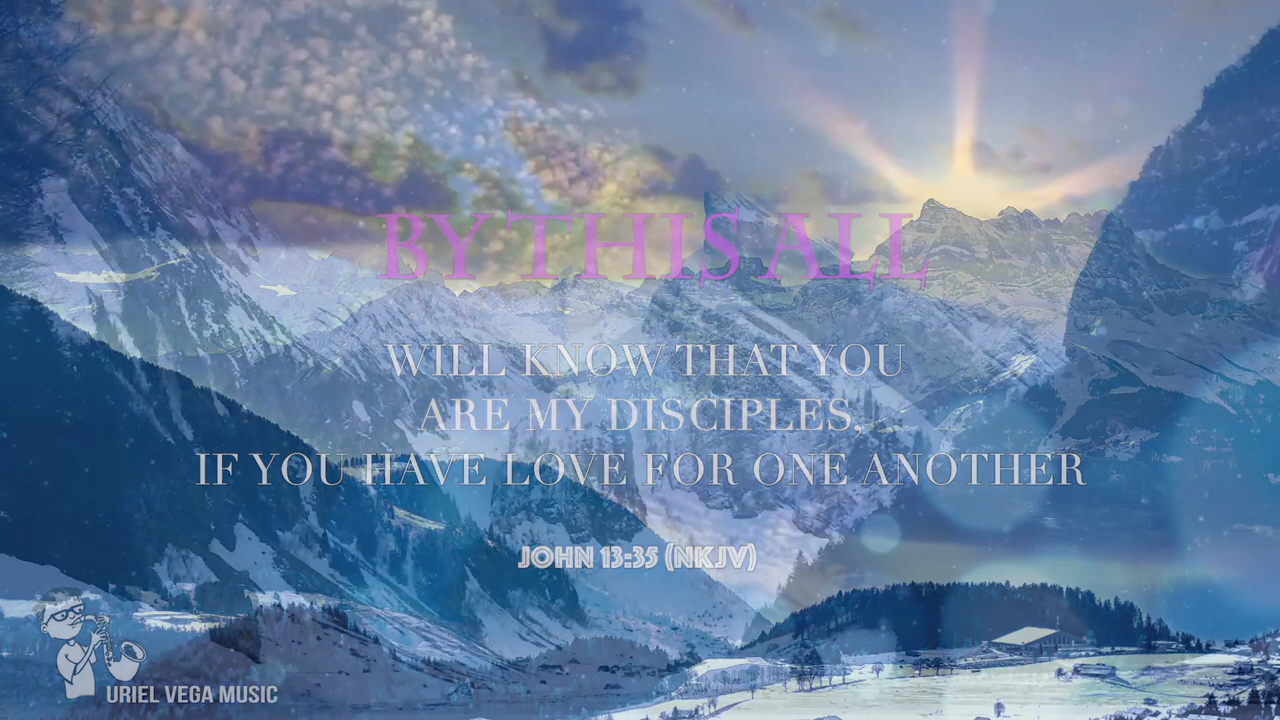 BY THIS ALL
WILL KNOW THAT YOU
ARE MY DISCIPLES,
IF YOU HAVE LOVE FOR ONE ANOTHER
JOHN 13:35 (NKJV)
URIEL VEGA MUSIC